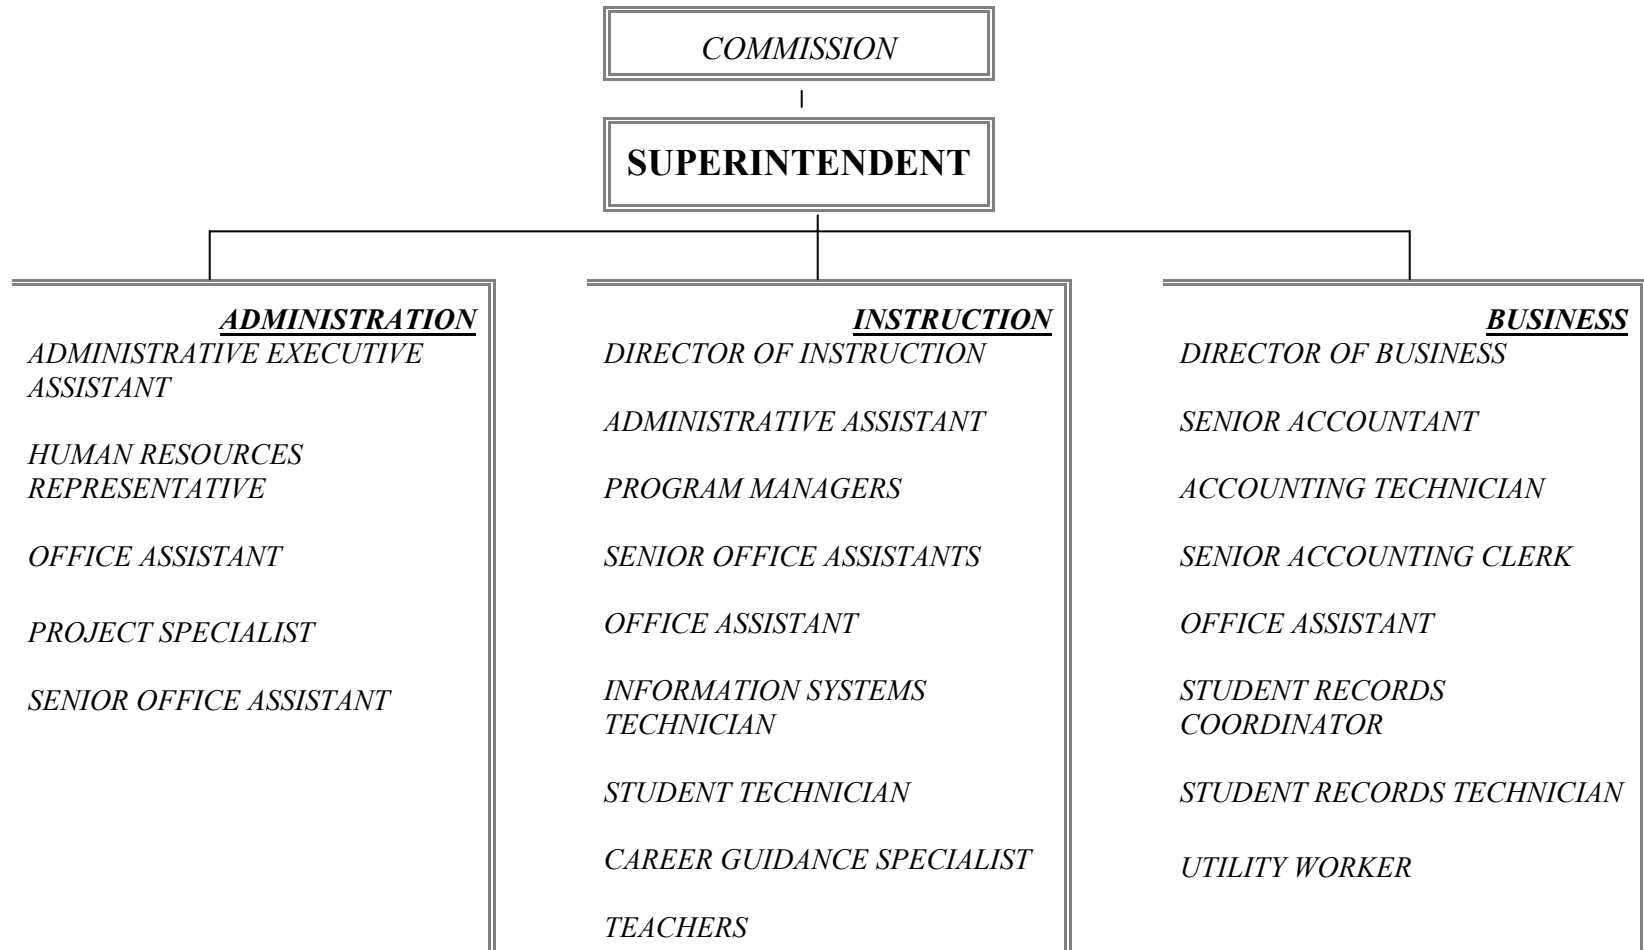 COMMISSION
SUPERINTENDENT
ADMINISTRATION
ADMINISTRATIVE EXECUTIVE
ASSISTANT
HUMAN RESOURCES
REPRESENTATIVE
OFFICE ASSISTANT
PROJECT SPECIALIST
SENIOR OFFICE ASSISTANT
INSTRUCTION
DIRECTOR OF INSTRUCTION
ADMINISTRATIVE ASSISTANT
PROGRAM MANAGERS
SENIOR OFFICE ASSISTANTS
OFFICE ASSISTANT
INFORMATION SYSTEMS
TECHNICIAN
STUDENT TECHNICIAN
CAREER GUIDANCE SPECIALIST
TEACHERS
BUSINESS
DIRECTOR OF BUSINESS
SENIOR ACCOUNTANT
ACCOUNTING TECHNICIAN
SENIOR ACCOUNTING CLERK
OFFICE ASSISTANT
STUDENT RECORDS
COORDINATOR
STUDENT RECORDS TECHNICIAN
UTILITY WORKER